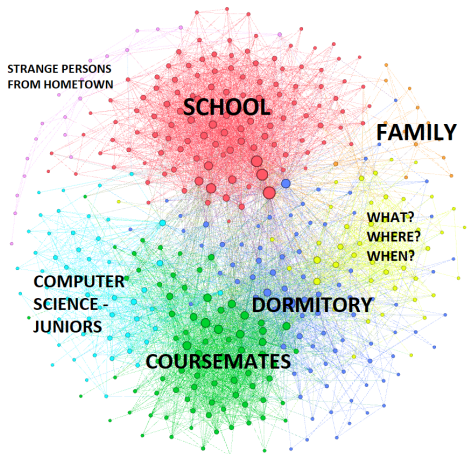 STRANGE PERSONS
FROM HOMETOWN
SCHOOL
FAMILY
WHAT?
WHERE?
WHEN?
COMPUTER
SCIENCE -
JUNIORS
DORMITORY
COURSEMATES